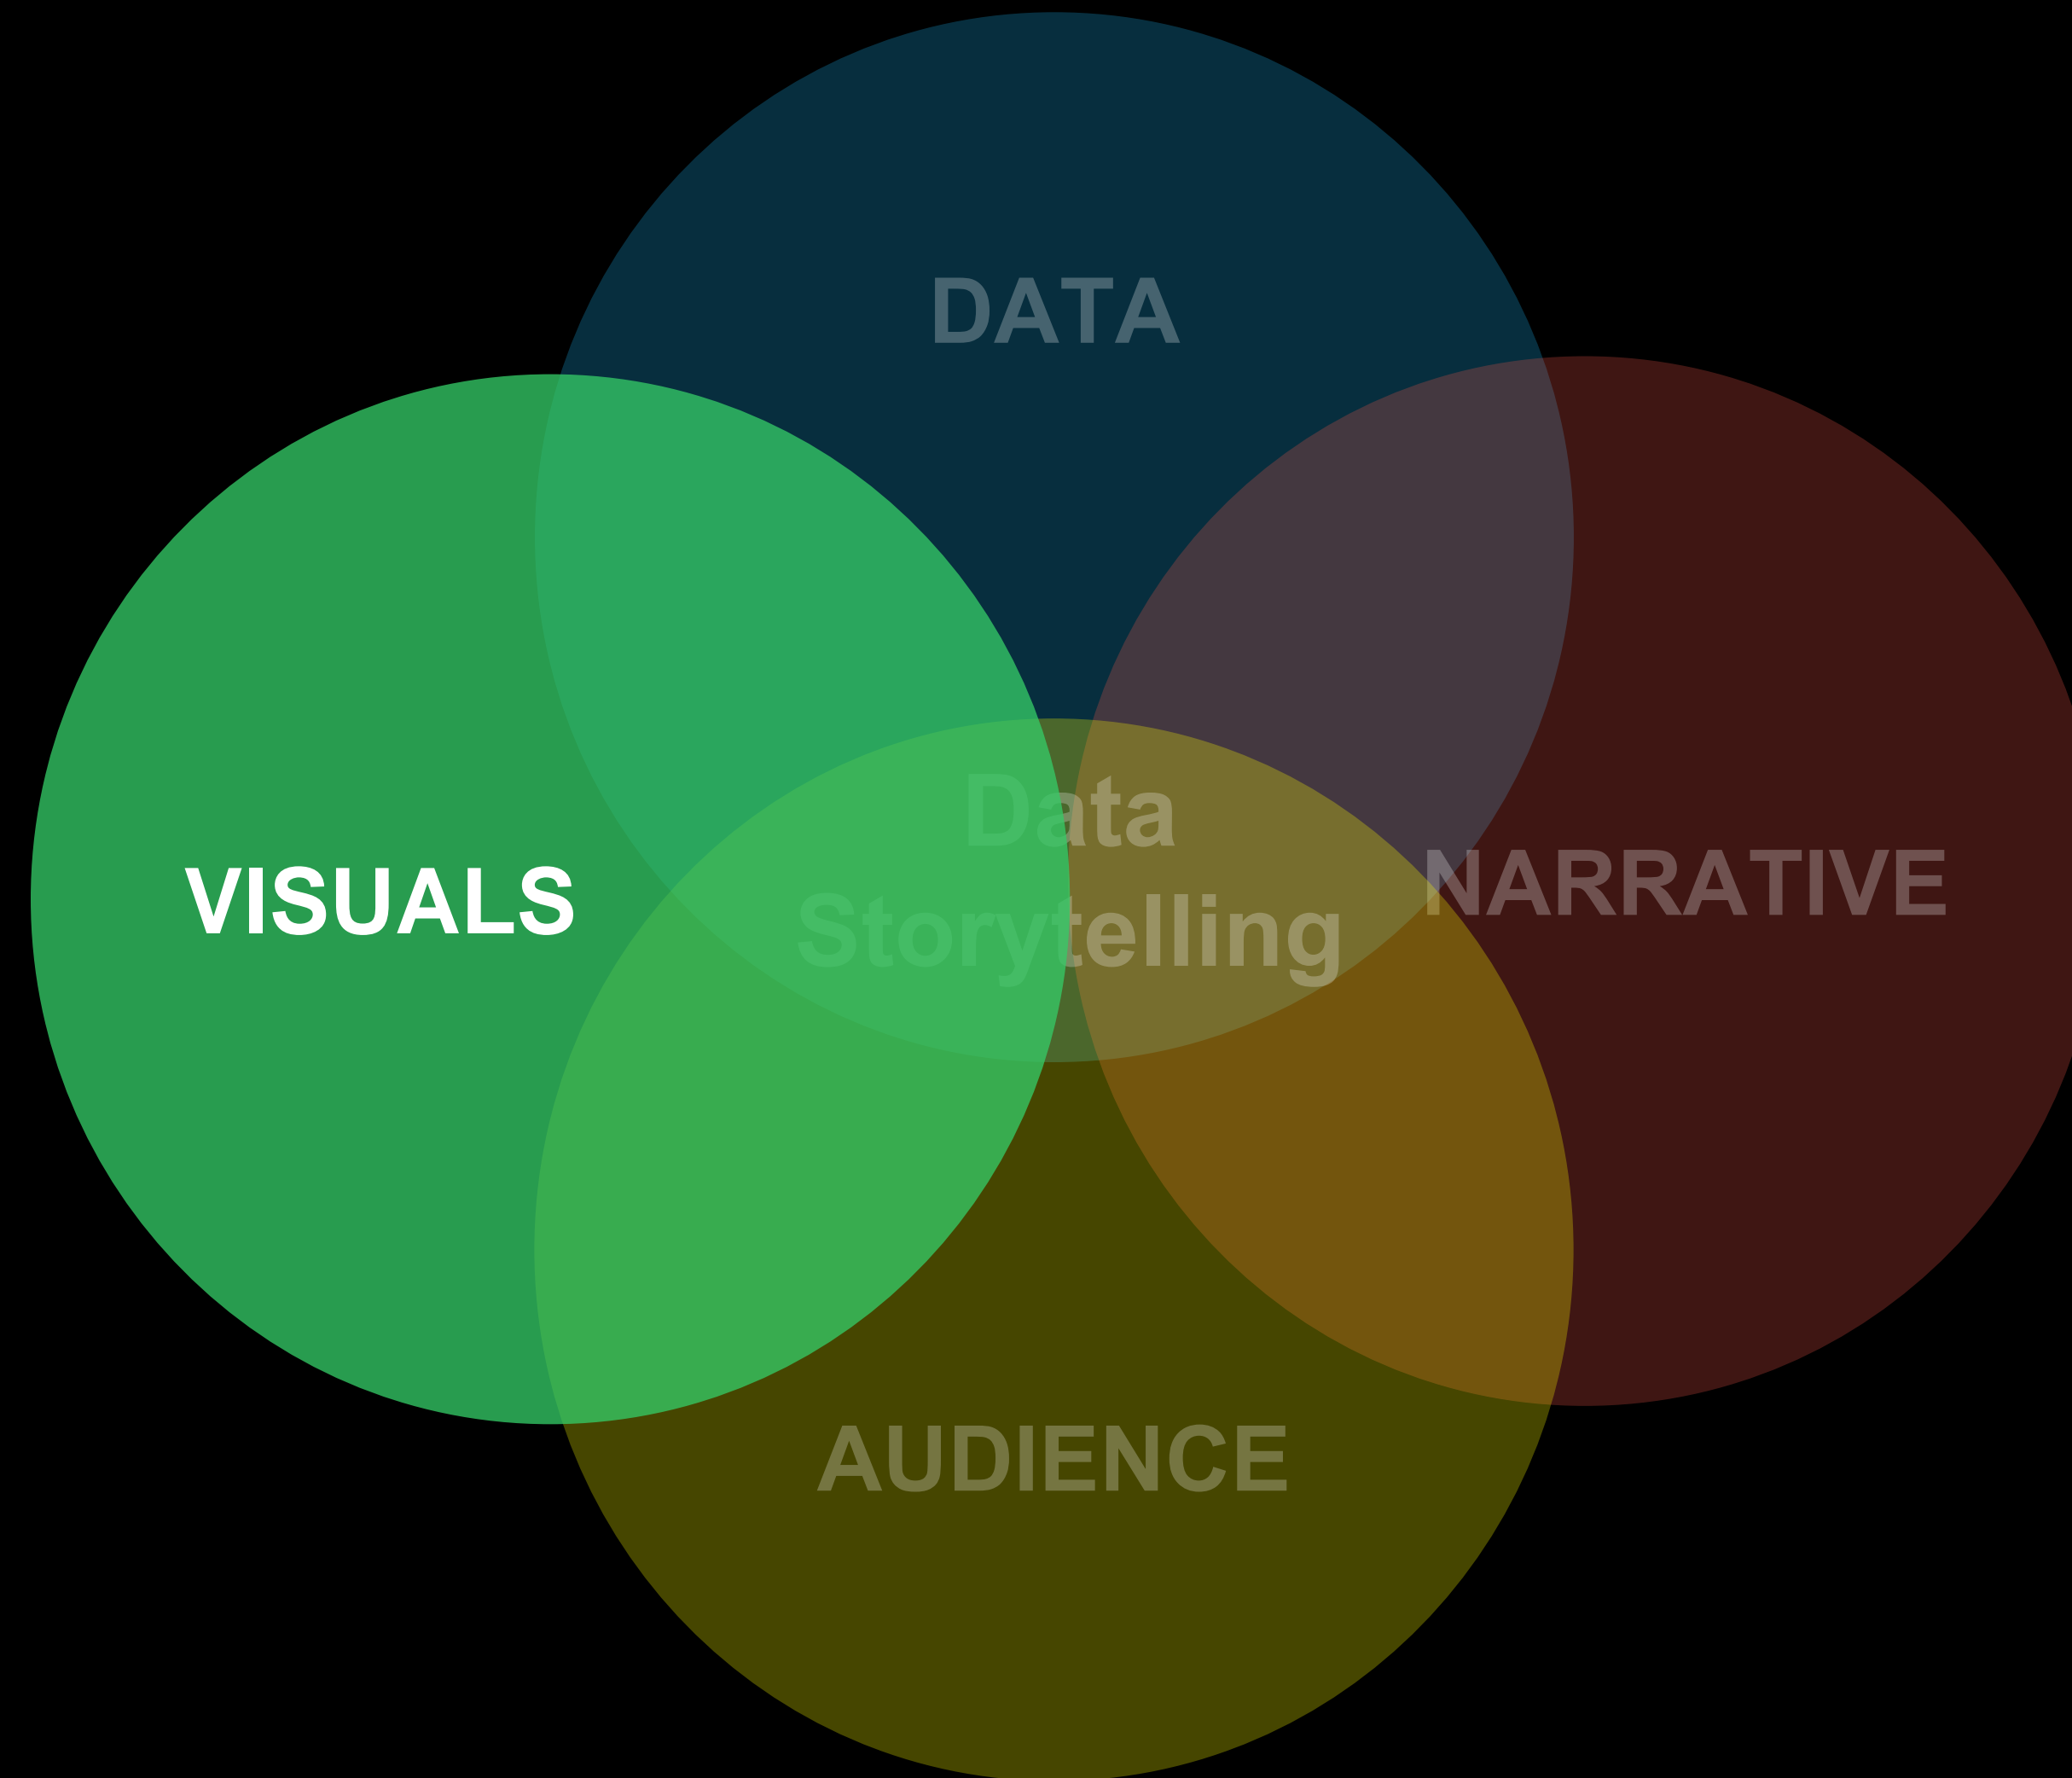 DATA
Data
Storytelling
VISUALS
NARRATIVE
AUDIENCE